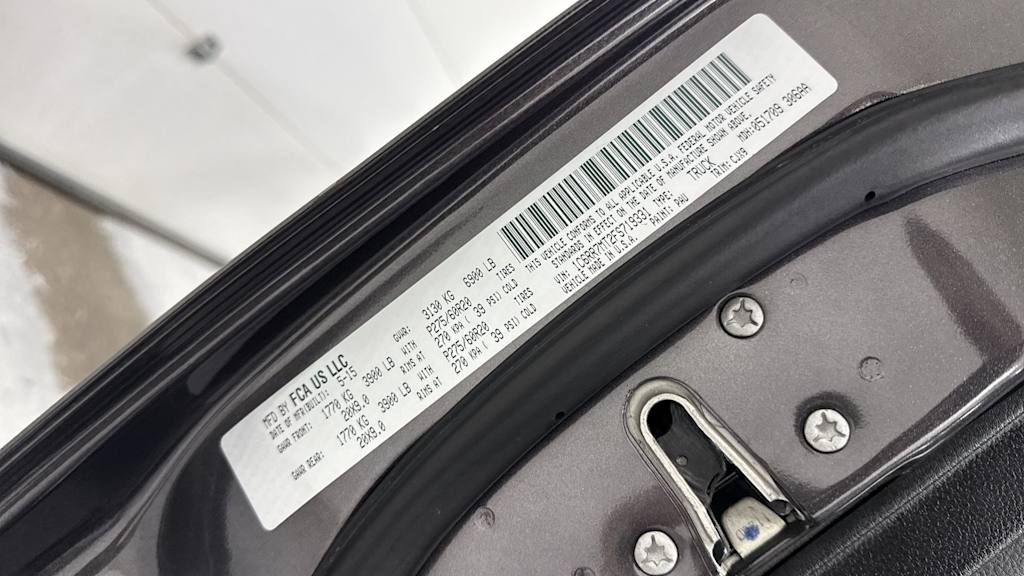 MFD BY FCA US LLC
DATE OF MFR(BUILT): 5-15 GVWR: 3130 KG 6900 LB
GAWR FRONT: 1770 KG 3900 LB WITH P275/60R20 TIRES
20X9.0 RIMS AT 270 KPA( 39 PSI) COLD
GAWR REAR: 1770 KG 3900 LB WITH P275/60R20 TIRES
20X9.0 RIMS AT 270 KPA( 39 PSI) COLD
THIS VEHICLE CONFORMS TO ALL APPLICABLE U.S.A. FEDERAL MOTOR VEHICLE SAFETY
STANDARDS IN EFFECT ON THE DATE OF MANUFACTURE SHOWN ABOVE.
VIN: TYPE: TRUCK MDH:051709 306AA
VEHICLE MADE IN U.S.A. PAINT: PAU TRIM: